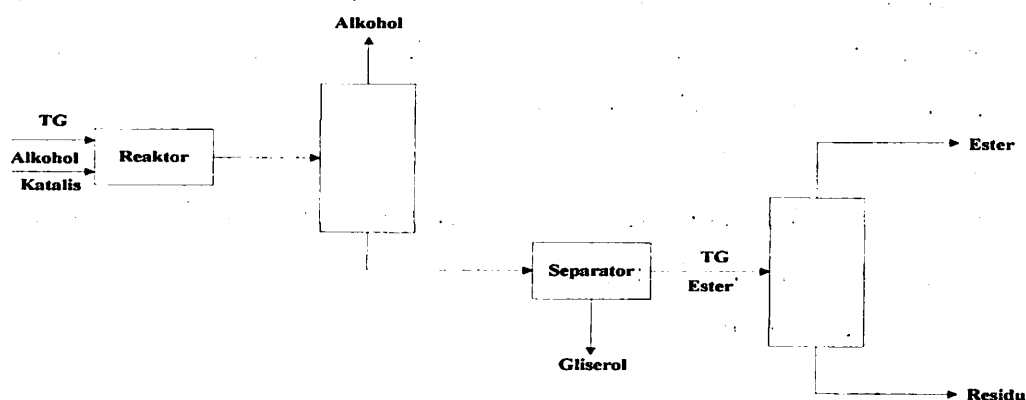 Alkohol
TG
Alkohol
Katalis
Reaktor
Ester
Separator
TG
Ester
Gliserol
Residu